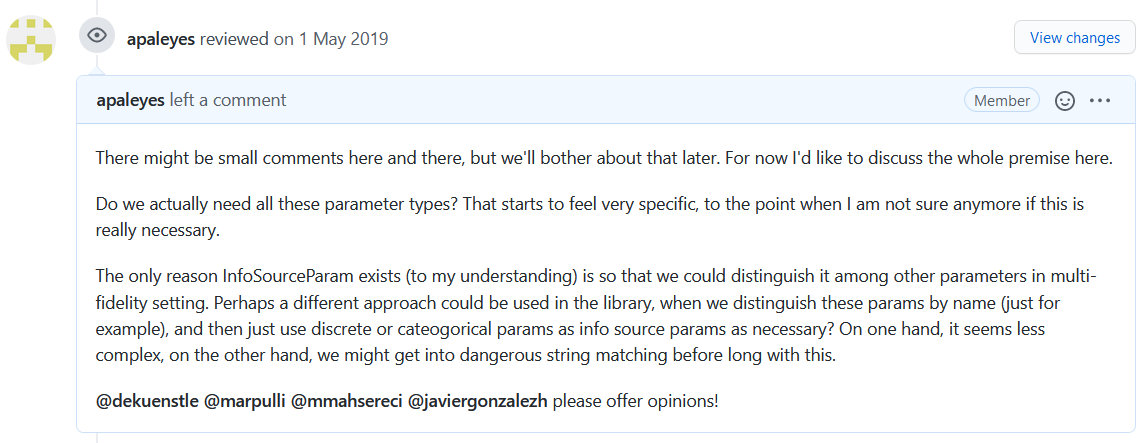 apaleyes reviewed on 1 May 2019
View changes
apaleyes left a comment
Member
There might be small comments here and there, but we'll bother about that later. For now I'd like to discuss the whole premise here.
Do we actually need all these parameter types? That starts to feel very specific, to the point when I am not sure anymore if this is
really necessary.
The only reason InfoSourceParam exists (to my understanding) is so that we could distinguish it among other parameters in multi-
fidelity setting. Perhaps a different approach could be used in the library, when we distinguish these params by name (just for
example), and then just use discrete or cateogorical params as info source params as necessary? On one hand, it seems less
complex, on the other hand, we might get into dangerous string matching before long with this.
@dekuenstle @marpulli @mmahsereci @javiergonzalezh please offer opinions!